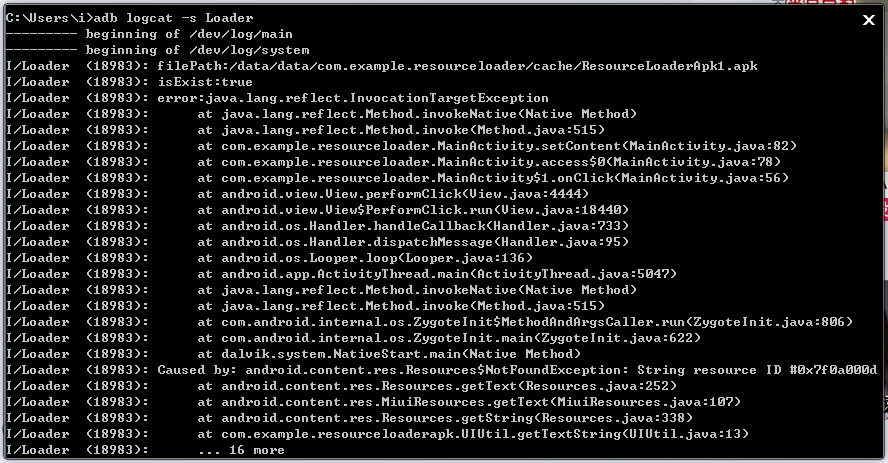 C:\Users\i>adb logcat -s Loader
--------- beginning of /dev/log/main
--------- beginning of /dev/log/system
I/Loader  (18983): filePath:/data/data/com.example.resourceloader/cache/ResourceLoaderApk1.apk
I/Loader  (18983): isExist:true
I/Loader  (18983): error:java.lang.reflect.InvocationTargetException
I/Loader  (18983):      at java.lang.reflect.Method.invokeNative(Native Method)
I/Loader  (18983):      at java.lang.reflect.Method.invoke(Method.java:515)
I/Loader  (18983):      at com.example.resourceloader.MainActivity.setContent(MainActivity.java:82)
I/Loader  (18983):      at com.example.resourceloader.MainActivity.access$0(MainActivity.java:78)
I/Loader  (18983):      at com.example.resourceloader.MainActivity$1.onClick(MainActivity.java:56)
I/Loader  (18983):      at android.view.View.performClick(View.java:4444)
I/Loader  (18983):      at android.view.View$PerformClick.run(View.java:18440)
I/Loader  (18983):      at android.os.Handler.handleCallback(Handler.java:733)
I/Loader  (18983):      at android.os.Handler.dispatchMessage(Handler.java:95)
I/Loader  (18983):      at android.os.Looper.loop(Looper.java:136)
I/Loader  (18983):      at android.app.ActivityThread.main(ActivityThread.java:5047)
I/Loader  (18983):      at java.lang.reflect.Method.invokeNative(Native Method)
I/Loader  (18983):      at java.lang.reflect.Method.invoke(Method.java:515)
I/Loader  (18983):      at com.android.internal.os.ZygoteInit$MethodAndArgsCaller.run(ZygoteInit.java:806)
I/Loader  (18983):      at com.android.internal.os.ZygoteInit.main(ZygoteInit.java:622)
I/Loader  (18983):      at dalvik.system.NativeStart.main(Native Method)
I/Loader  (18983): Caused by: android.content.res.Resources$NotFoundException: String resource ID #0x7f0a000d
I/Loader  (18983):      at android.content.res.Resources.getText(Resources.java:252)
I/Loader  (18983):      at android.content.res.MiuiResources.getText(MiuiResources.java:107)
I/Loader  (18983):      at android.content.res.Resources.getString(Resources.java:338)
I/Loader  (18983):      at com.example.resourceloaderapk.UIUtil.getTextString(UIUtil.java:13)
I/Loader  (18983):      ... 16 more